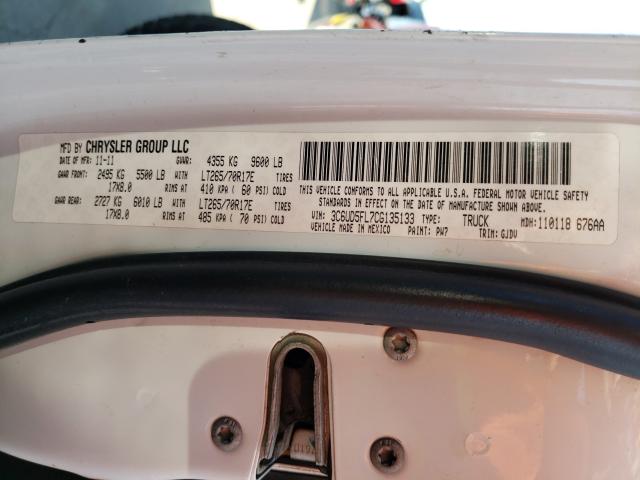 MFD BY CHRYSLER GROUP LLC
DATE OF MFR: 11-11 GVWR: 4355 KG 9600 LB
GAWR FRONT: 2495 KG 5500 LB LT265/70R17E TIRES
17X8.0 RIMS AT 410 KPA ( 60 PSI) COLD
GAWR REAR: 2727 KG 6010 LB LT265/70R17E TIRES
17X8.0 RIMS AT 485 KPA ( 70 PSI) COLD
THIS VEHICLE CONFORMS TO ALL APPLICABLE U.S.A. FEDERAL MOTOR VEHICLE SAFETY
STANDARDS IN EFFECT ON THE DATE OF MANUFACTURE SHOWN ABOVE.
VIN: 3C6UD5FL7CG135133 TYPE: TRUCK MDH: 110118 676AA
VEHICLE MADE IN MEXICO PAINT: PW7 TRIM: GJDV